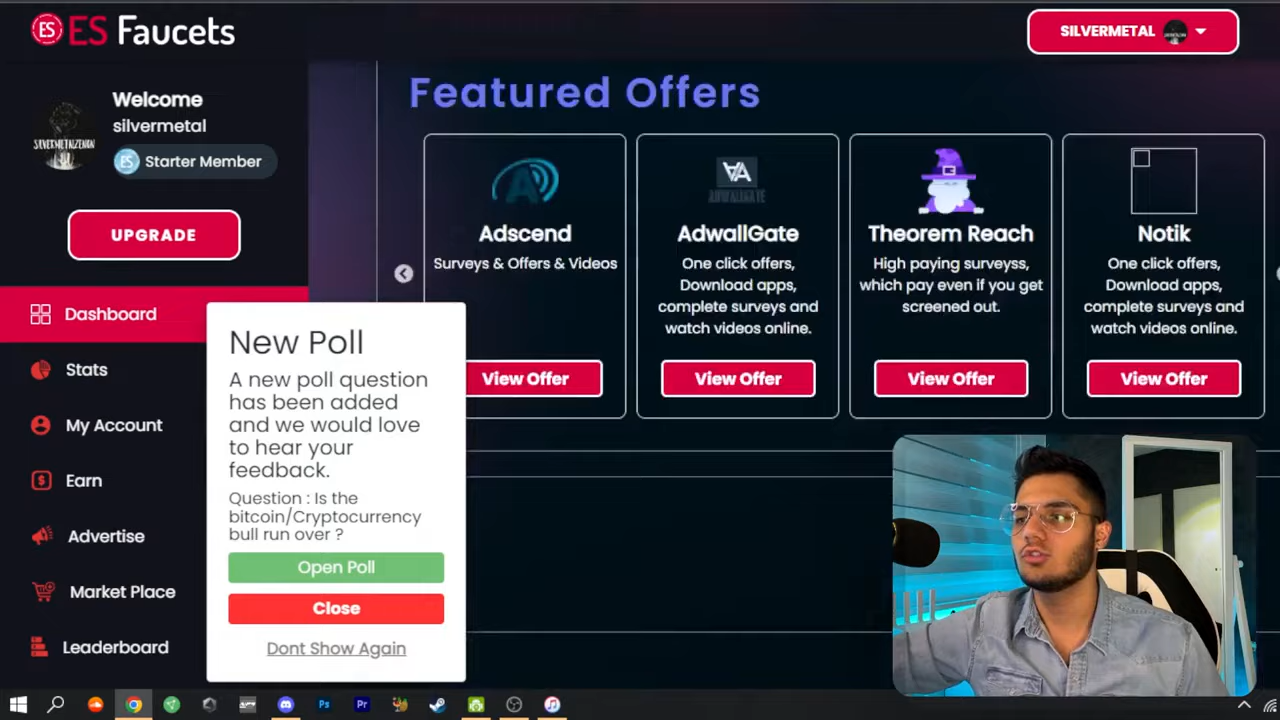 ES ES Faucets
SILVERMETAL
Welcome
silvermetal
ES Starter Member
UPGRADE
Dashboard
Stats
My Account
Earn
Advertise
Market Place
Leaderboard
New Poll
A new poll question
has been added
and we would love
to hear your
feedback.
Question : Is the
bitcoin/Cryptocurrency
bull run over ?
Open Poll
Close
Dont Show Again
Featured Offers
Adscend
Surveys & Offers & Videos
View Offer
ADWALLGATE
AdwallGate
One click offers,
Download apps,
complete surveys and
watch videos online.
View Offer
Theorem Reach
High paying surveyss,
which pay even if you get
screened out.
View Offer
Notik
One click offers,
Download apps,
complete surveys and
watch videos online.
View Offer
Ps
Pr